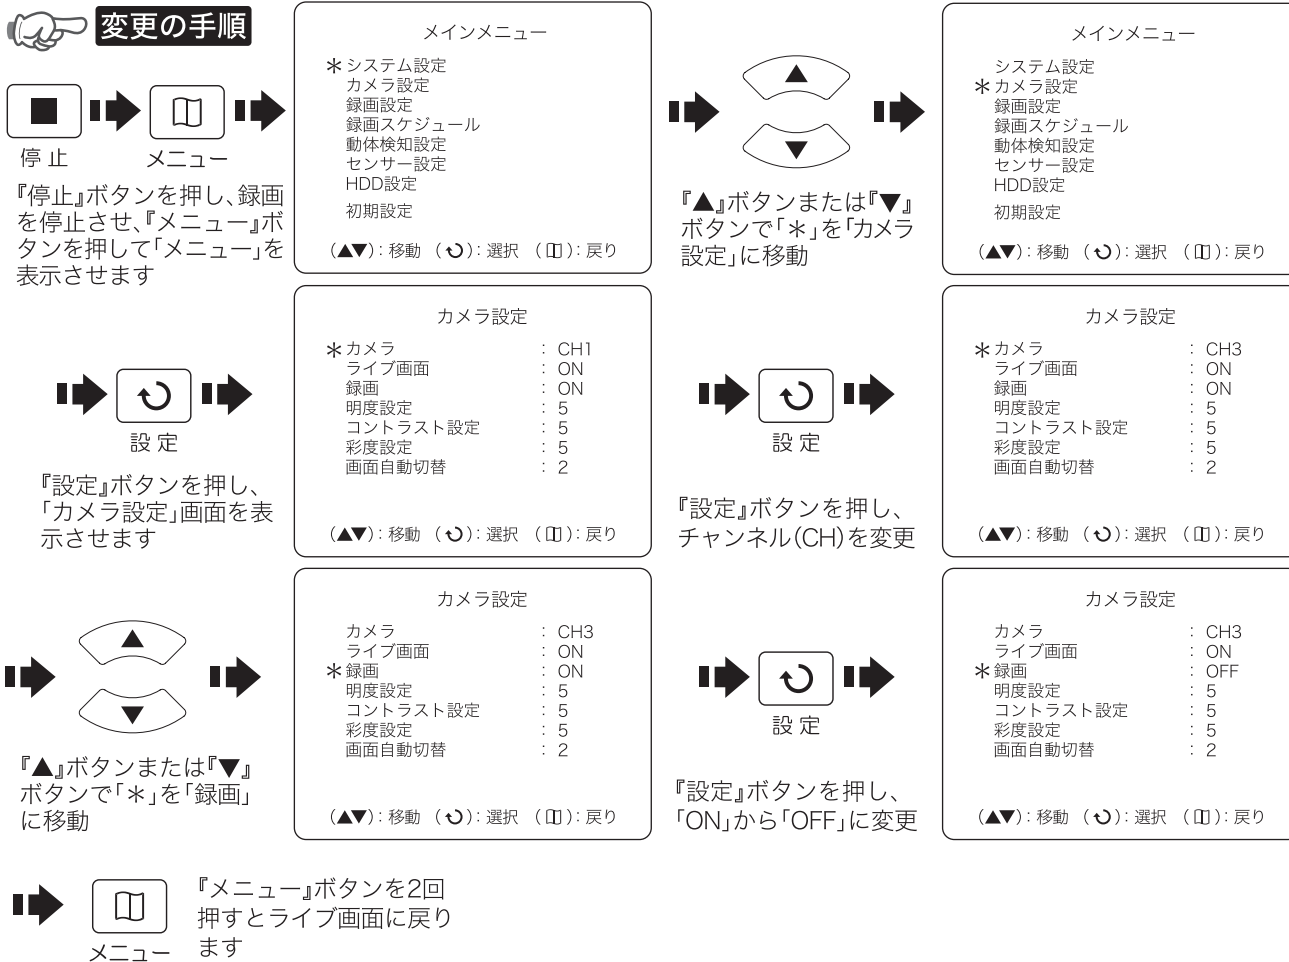 変更の手順
停 止
メニュー
『停止』ボタンを押し、録画
を停止させ、『メニュー』ボ
タンを押して「メニュー」を
表示させます
メインメニュー
＊システム設定
カメラ設定
録画設定
録画スケジュール
動体検知設定
センサー設定
HDD設定
初期設定
(▲▼)：移動 (↻)：選択 (📖)：戻り
『▲』ボタンまたは『▼』
ボタンで「＊」を「カメラ
設定」に移動
メインメニュー
システム設定
＊カメラ設定
録画設定
録画スケジュール
動体検知設定
センサー設定
HDD設定
初期設定
(▲▼)：移動 (↻)：選択 (📖)：戻り
設 定
『設定』ボタンを押し、
「カメラ設定」画面を表
示させます
カメラ設定
＊カメラ : CH1
ライブ画面 : ON
録画 : ON
明度設定 : 5
コントラスト設定 : 5
彩度設定 : 5
画面自動切替 : 2
(▲▼)：移動 (↻)：選択 (📖)：戻り
設 定
『設定』ボタンを押し、
チャンネル(CH)を変更
カメラ設定
＊カメラ : CH3
ライブ画面 : ON
録画 : ON
明度設定 : 5
コントラスト設定 : 5
彩度設定 : 5
画面自動切替 : 2
(▲▼)：移動 (↻)：選択 (📖)：戻り
『▲』ボタンまたは『▼』
ボタンで「＊」を「録画」
に移動
カメラ設定
カメラ : CH3
ライブ画面 : ON
＊録画 : ON
明度設定 : 5
コントラスト設定 : 5
彩度設定 : 5
画面自動切替 : 2
(▲▼)：移動 (↻)：選択 (📖)：戻り
設 定
『設定』ボタンを押し、
「ON」から「OFF」に変更
カメラ設定
カメラ : CH3
ライブ画面 : ON
＊録画 : OFF
明度設定 : 5
コントラスト設定 : 5
彩度設定 : 5
画面自動切替 : 2
(▲▼)：移動 (↻)：選択 (📖)：戻り
メニュー
『メニュー』ボタンを2回
押すとライブ画面に戻り
ます